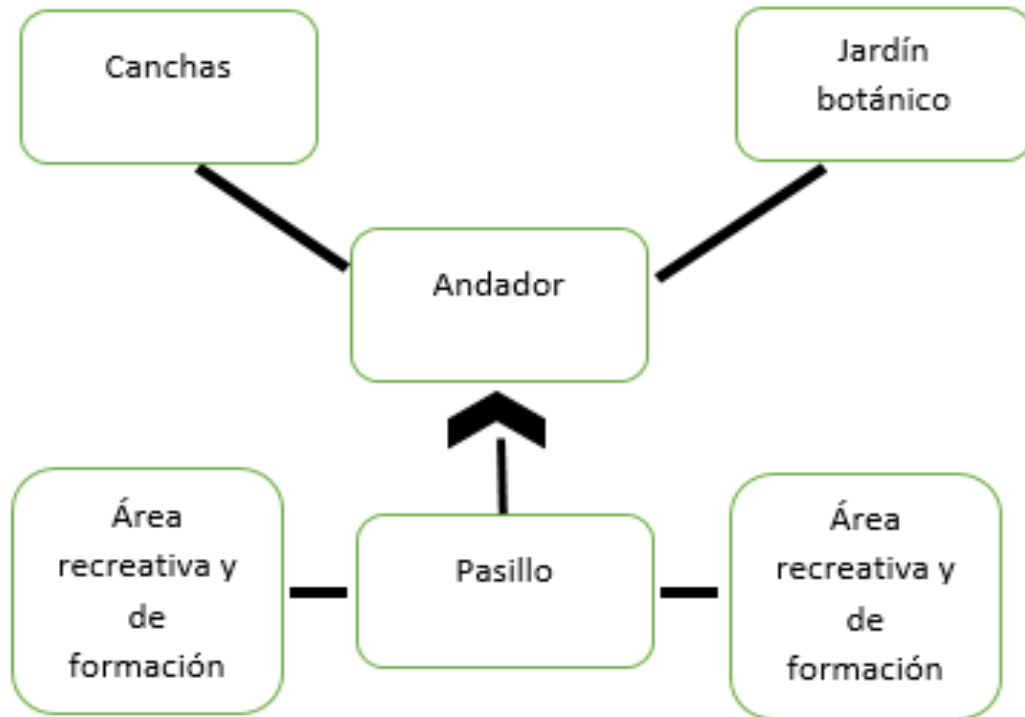 Canchas
Jardín
botánico
Andador
Área
recreativa y
de
formación
Pasillo
Área
recreativa y
de
formación